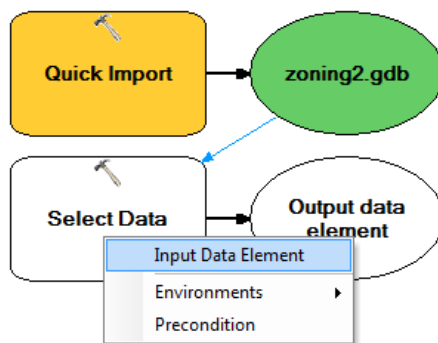 Quick Import
zoning2.gdb
Select Data
Output data
element
Input Data Element
Environments
Precondition